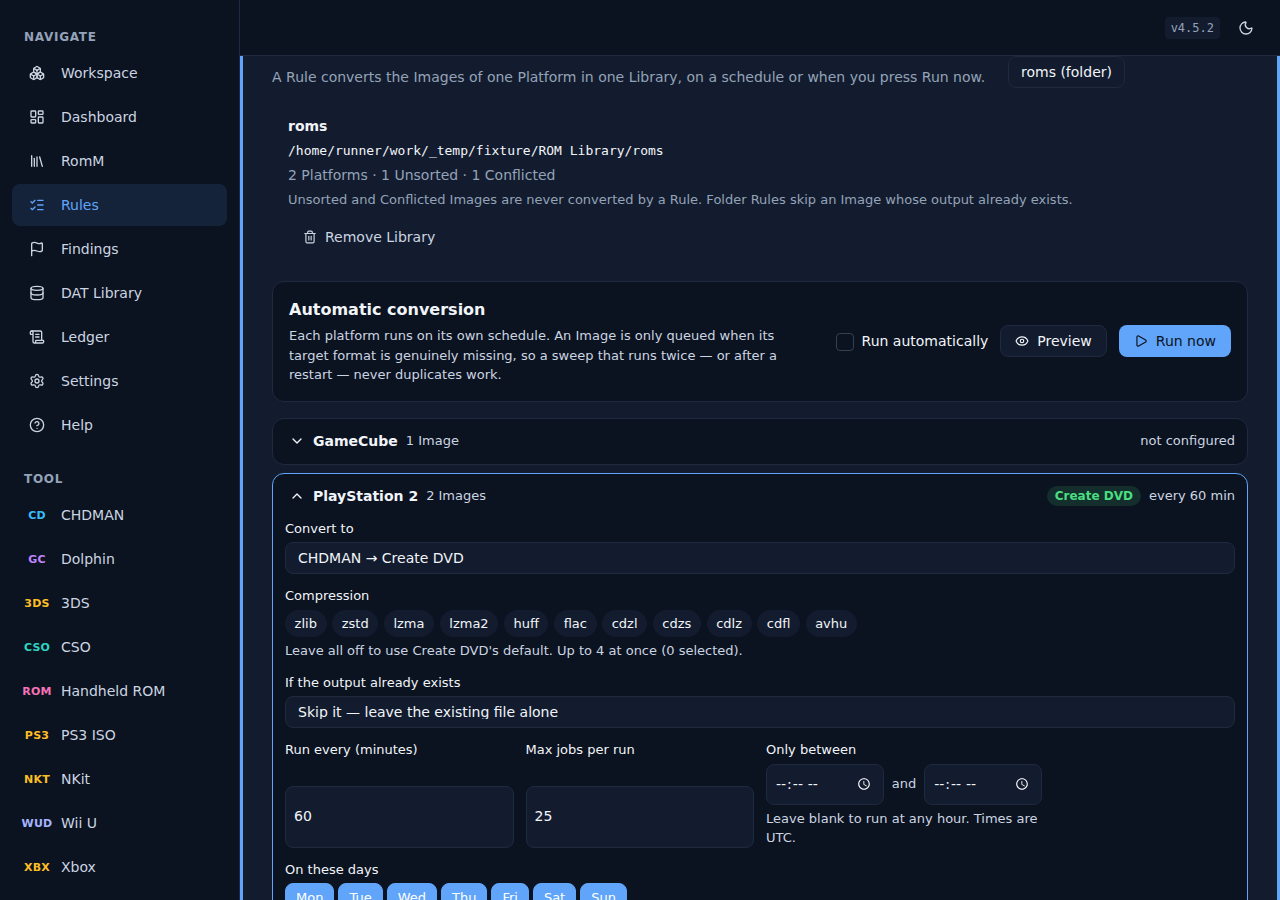 NAVIGATE
Workspace
Dashboard
RomM
Rules
Findings
DAT Library
Ledger
Settings
Help
TOOL
CD CHDMAN
GC Dolphin
3DS 3DS
CSO CSO
ROM Handheld ROM
PS3 PS3 ISO
NKT NKit
WUD Wii U
XBX Xbox
v4.5.2
A Rule converts the Images of one Platform in one Library, on a schedule or when you press Run now.
roms (folder)
roms
/home/runner/work/_temp/fixture/ROM Library/roms
2 Platforms · 1 Unsorted · 1 Conflicted
Unsorted and Conflicted Images are never converted by a Rule. Folder Rules skip an Image whose output already exists.
Remove Library
Automatic conversion
Each platform runs on its own schedule. An Image is only queued when its
target format is genuinely missing, so a sweep that runs twice — or after a
restart — never duplicates work.
Run automatically
Preview
Run now
GameCube 1 Image
not configured
PlayStation 2 2 Images
Create DVD every 60 min
Convert to
CHDMAN → Create DVD
Compression
zlib zstd lzma lzma2 huff flac cdzl cdzs cdlz cdfl avhu
Leave all off to use Create DVD's default. Up to 4 at once (0 selected).
If the output already exists
Skip it — leave the existing file alone
Run every (minutes)
60
Max jobs per run
25
Only between
--:-- -- and --:-- --
Leave blank to run at any hour. Times are
UTC.
On these days
Mon Tue Wed Thu Fri Sat Sun